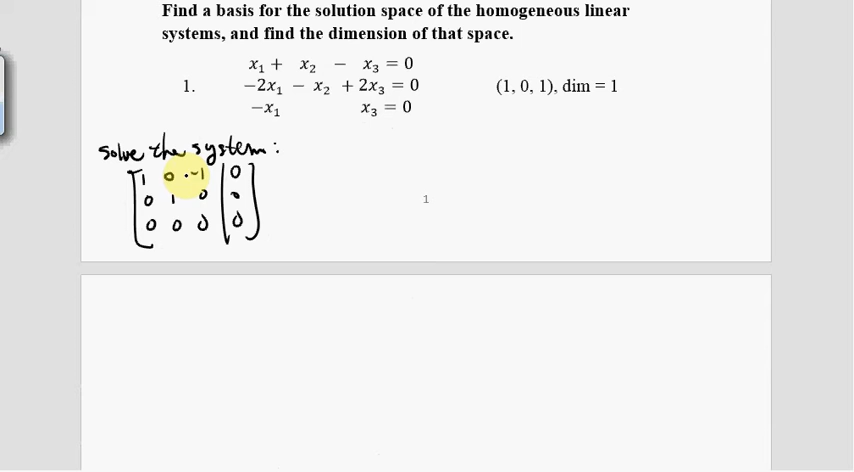 Find a basis for the solution space of the homogeneous linear
systems, and find the dimension of that space.
x₁ + x₂ − x₃ = 0
1. −2x₁ − x₂ + 2x₃ = 0 (1, 0, 1), dim = 1
−x₁ x₃ = 0
solve the system:
1 0 -1 | 0
0 1 0 | 0
0 0 0 | 0
1